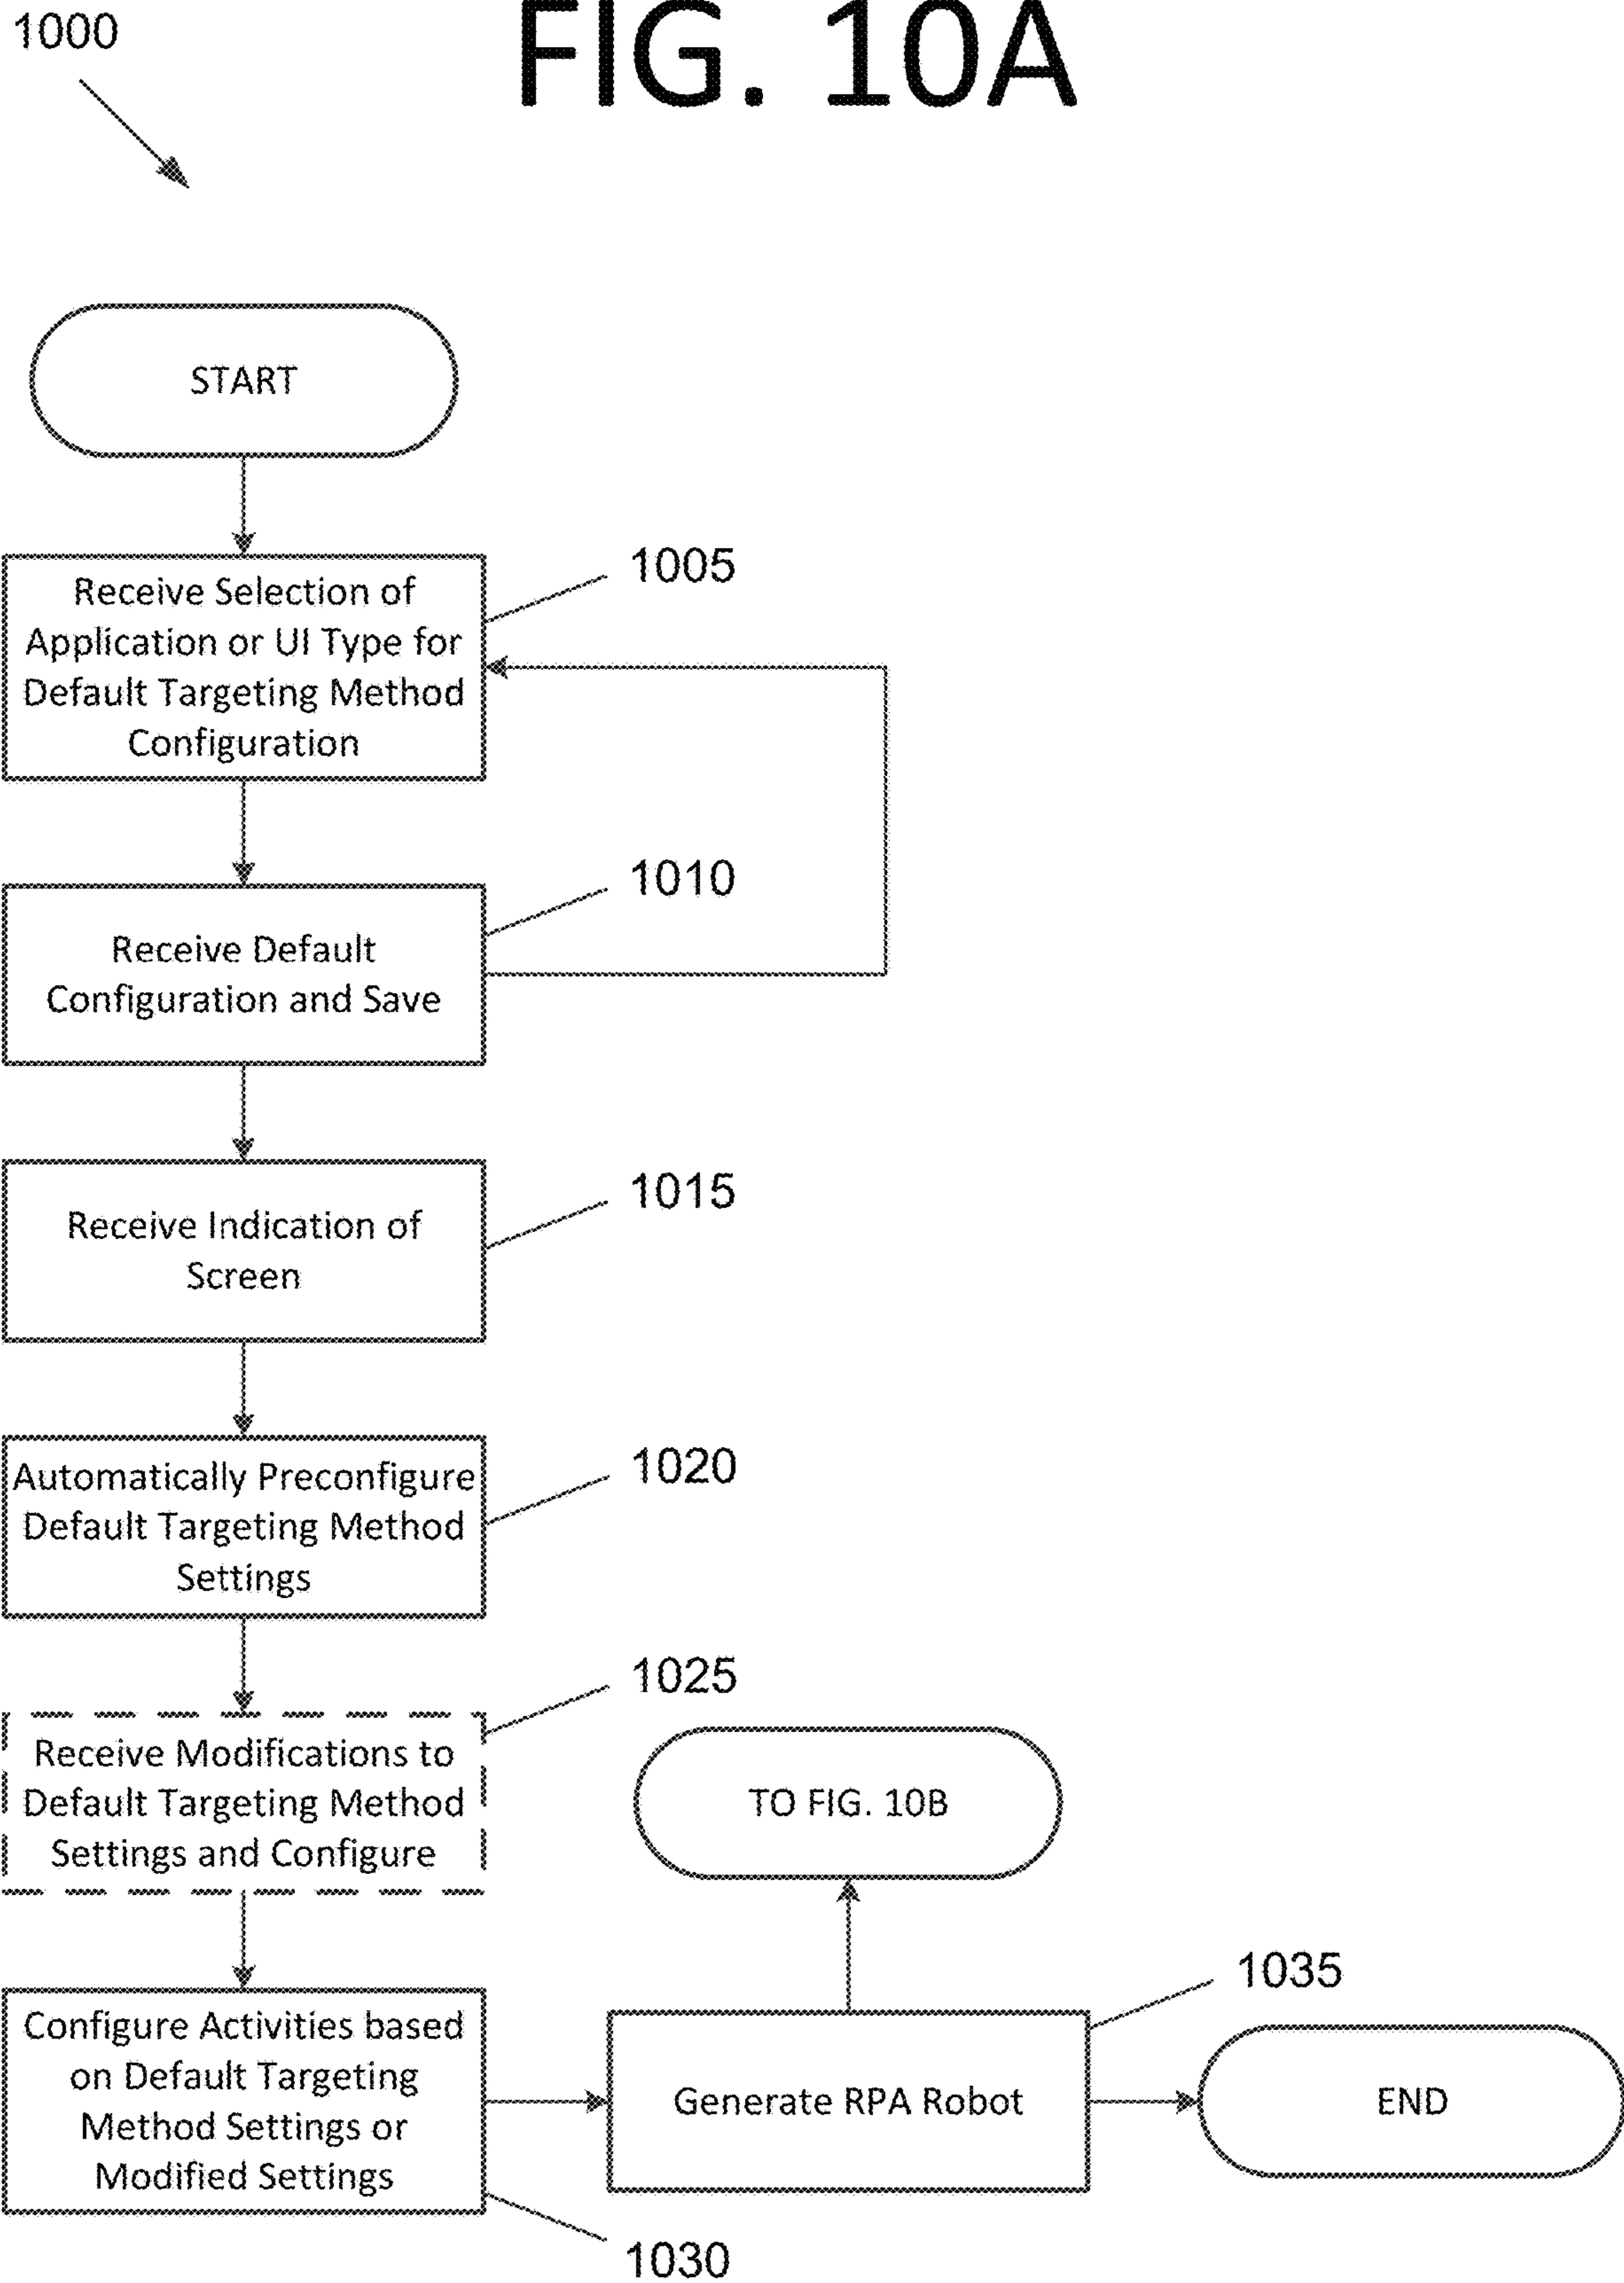 1000
FIG. 10A
START
Receive Selection of
Application or UI Type for
Default Targeting Method
Configuration
1005
Receive Default
Configuration and Save
1010
Receive Indication of
Screen
1015
Automatically Preconfigure
Default Targeting Method
Settings
1020
Receive Modifications to
Default Targeting Method
Settings and Configure
1025
TO FIG. 10B
Configure Activities based
on Default Targeting
Method Settings or
Modified Settings
1030
Generate RPA Robot
1035
END